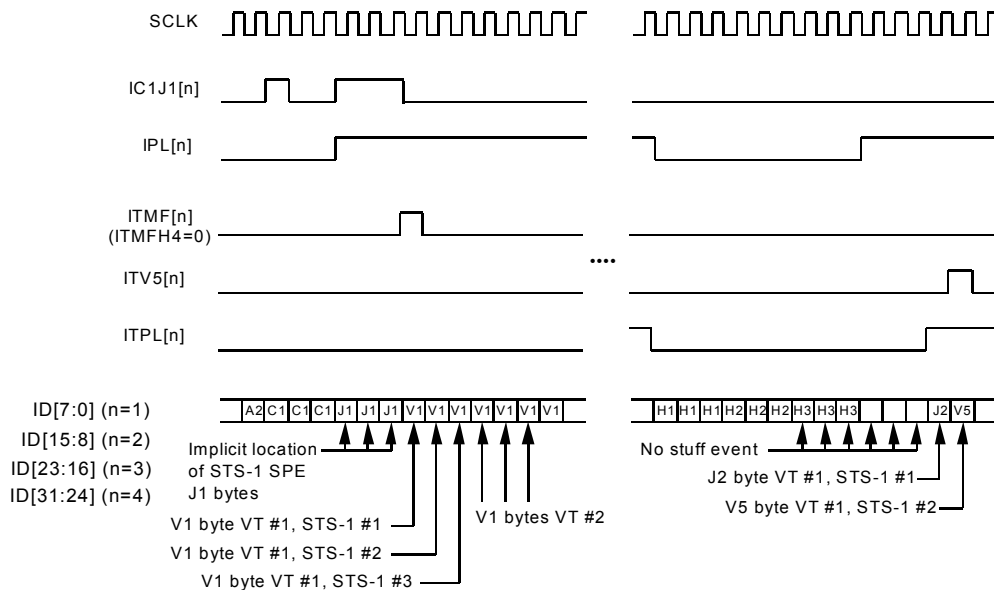 SCLK
IC1J1[n]
IPL[n]
ITMF[n]
(ITMFH4=0)
ITV5[n]
ITPL[n]
....
ID[7:0] (n=1)
ID[15:8] (n=2)
ID[23:16] (n=3)
ID[31:24] (n=4)
A2 C1 C1 C1 J1 J1 J1 V1 V1 V1 V1 V1 V1 V1
H1 H1 H1 H2 H2 H2 H3 H3 H3 J2 V5
Implicit location
of STS-1 SPE
J1 bytes
V1 byte VT #1, STS-1 #1
V1 byte VT #1, STS-1 #2
V1 byte VT #1, STS-1 #3
V1 bytes VT #2
No stuff event
J2 byte VT #1, STS-1 #1
V5 byte VT #1, STS-1 #2